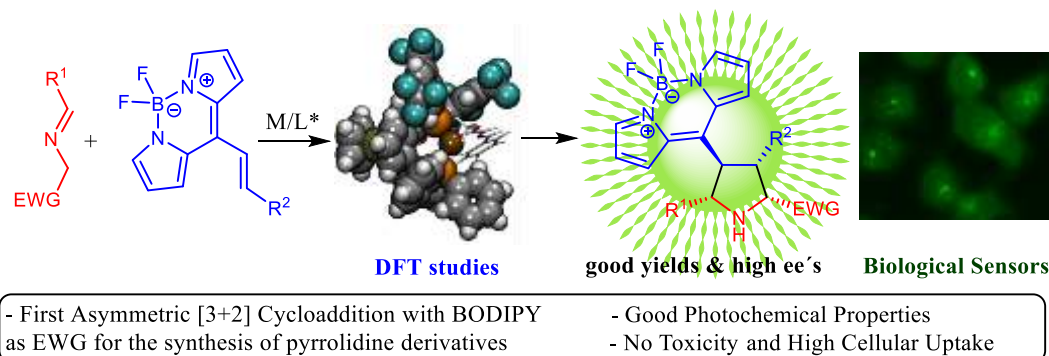 R¹
N
EWG
+
F
F
B
⊖
N
⊕
N
R²
M/L*
F
F
B
⊖
N
N
⊕
R²
R¹
N
H
EWG
DFT studies
good yields & high ee´s
Biological Sensors
- First Asymmetric [3+2] Cycloaddition with BODIPY
as EWG for the synthesis of pyrrolidine derivatives
- Good Photochemical Properties
- No Toxicity and High Cellular Uptake